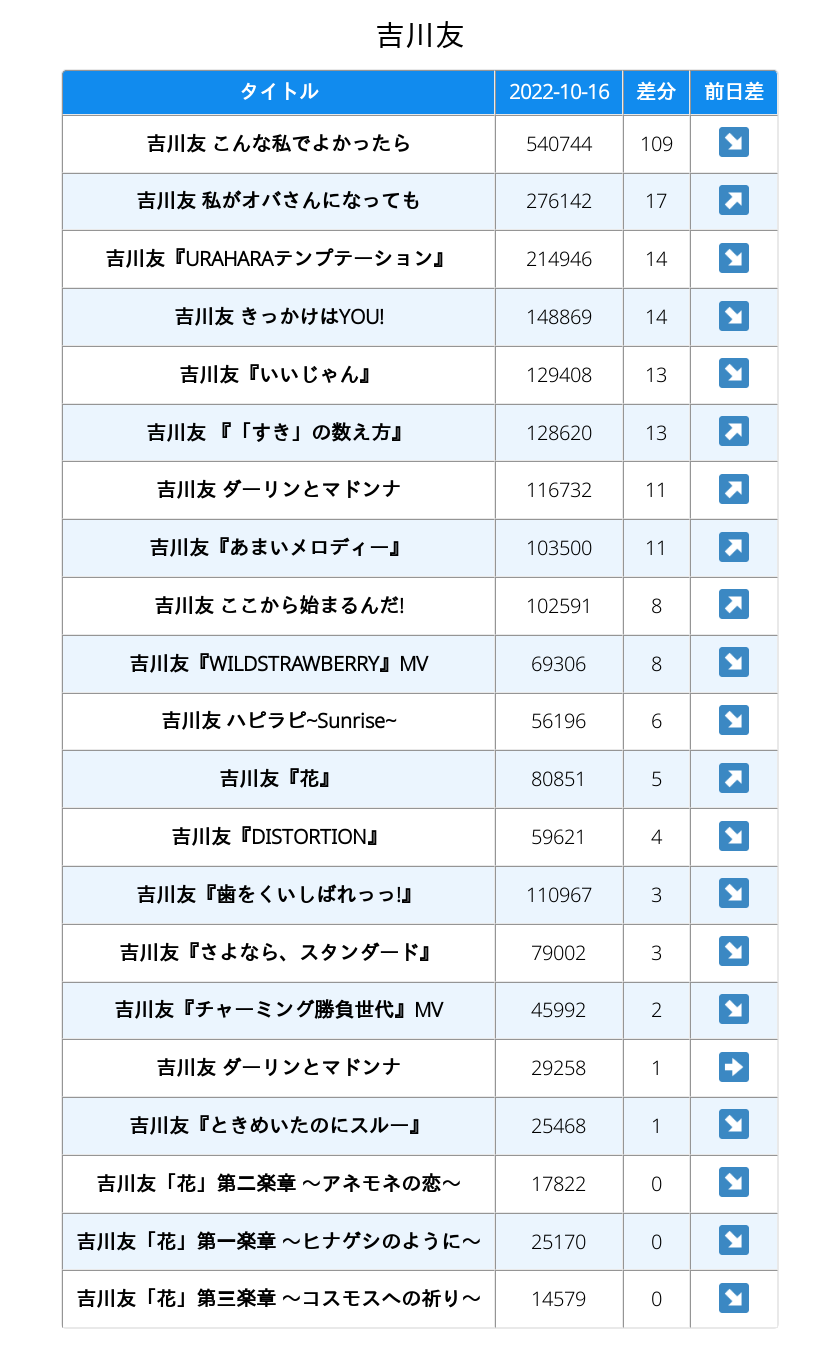 吉川友
タイトル 2022-10-16 差分 前日差
吉川友 こんな私でよかったら 540744 109 ↘
吉川友 私がオバさんになっても 276142 17 ↗
吉川友『URAHARAテンプテーション』 214946 14 ↘
吉川友 きっかけはYOU! 148869 14 ↘
吉川友『いいじゃん』 129408 13 ↘
吉川友 『「すき」の数え方』 128620 13 ↗
吉川友 ダーリンとマドンナ 116732 11 ↗
吉川友『あまいメロディー』 103500 11 ↗
吉川友 ここから始まるんだ! 102591 8 ↗
吉川友『WILDSTRAWBERRY』MV 69306 8 ↘
吉川友 ハピラピ~Sunrise~ 56196 6 ↘
吉川友『花』 80851 5 ↗
吉川友『DISTORTION』 59621 4 ↘
吉川友『歯をくいしばれっっ!』 110967 3 ↘
吉川友『さよなら、スタンダード』 79002 3 ↘
吉川友『チャーミング勝負世代』MV 45992 2 ↘
吉川友 ダーリンとマドンナ 29258 1 ➡
吉川友『ときめいたのにスルー』 25468 1 ↘
吉川友「花」第二楽章 〜アネモネの恋〜 17822 0 ↘
吉川友「花」第一楽章 〜ヒナゲシのように〜 25170 0 ↘
吉川友「花」第三楽章 〜コスモスへの祈り〜 14579 0 ↘